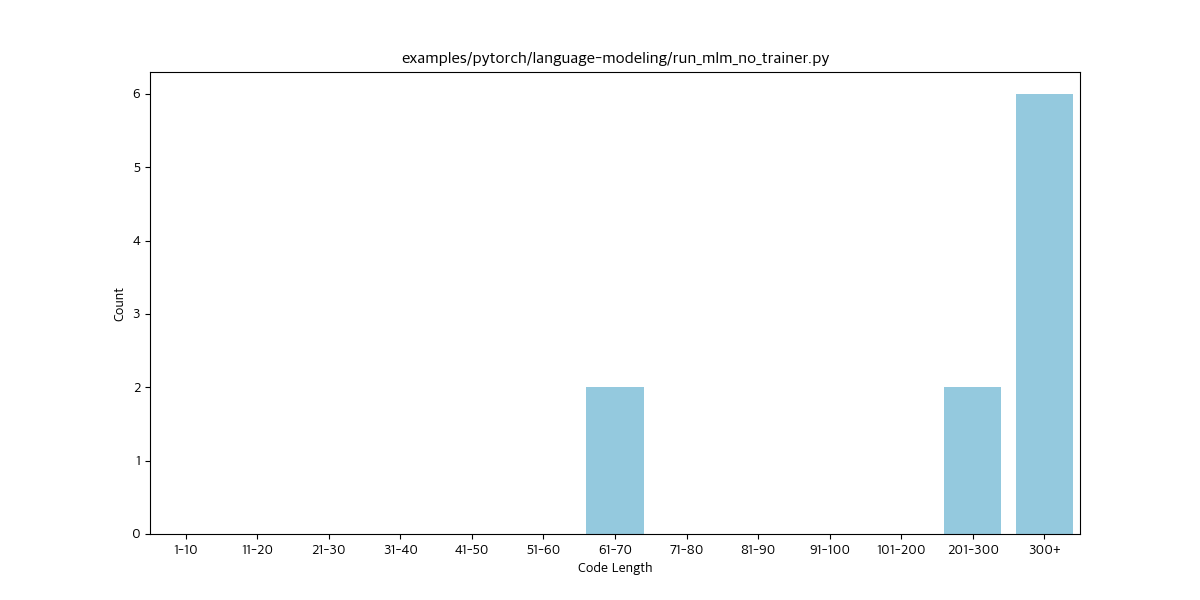 examples/pytorch/language-modeling/run_mlm_no_trainer.py
6
5
4
3
2
1
0
Count
1-10 11-20 21-30 31-40 41-50 51-60 61-70 71-80 81-90 91-100 101-200 201-300 300+
Code Length